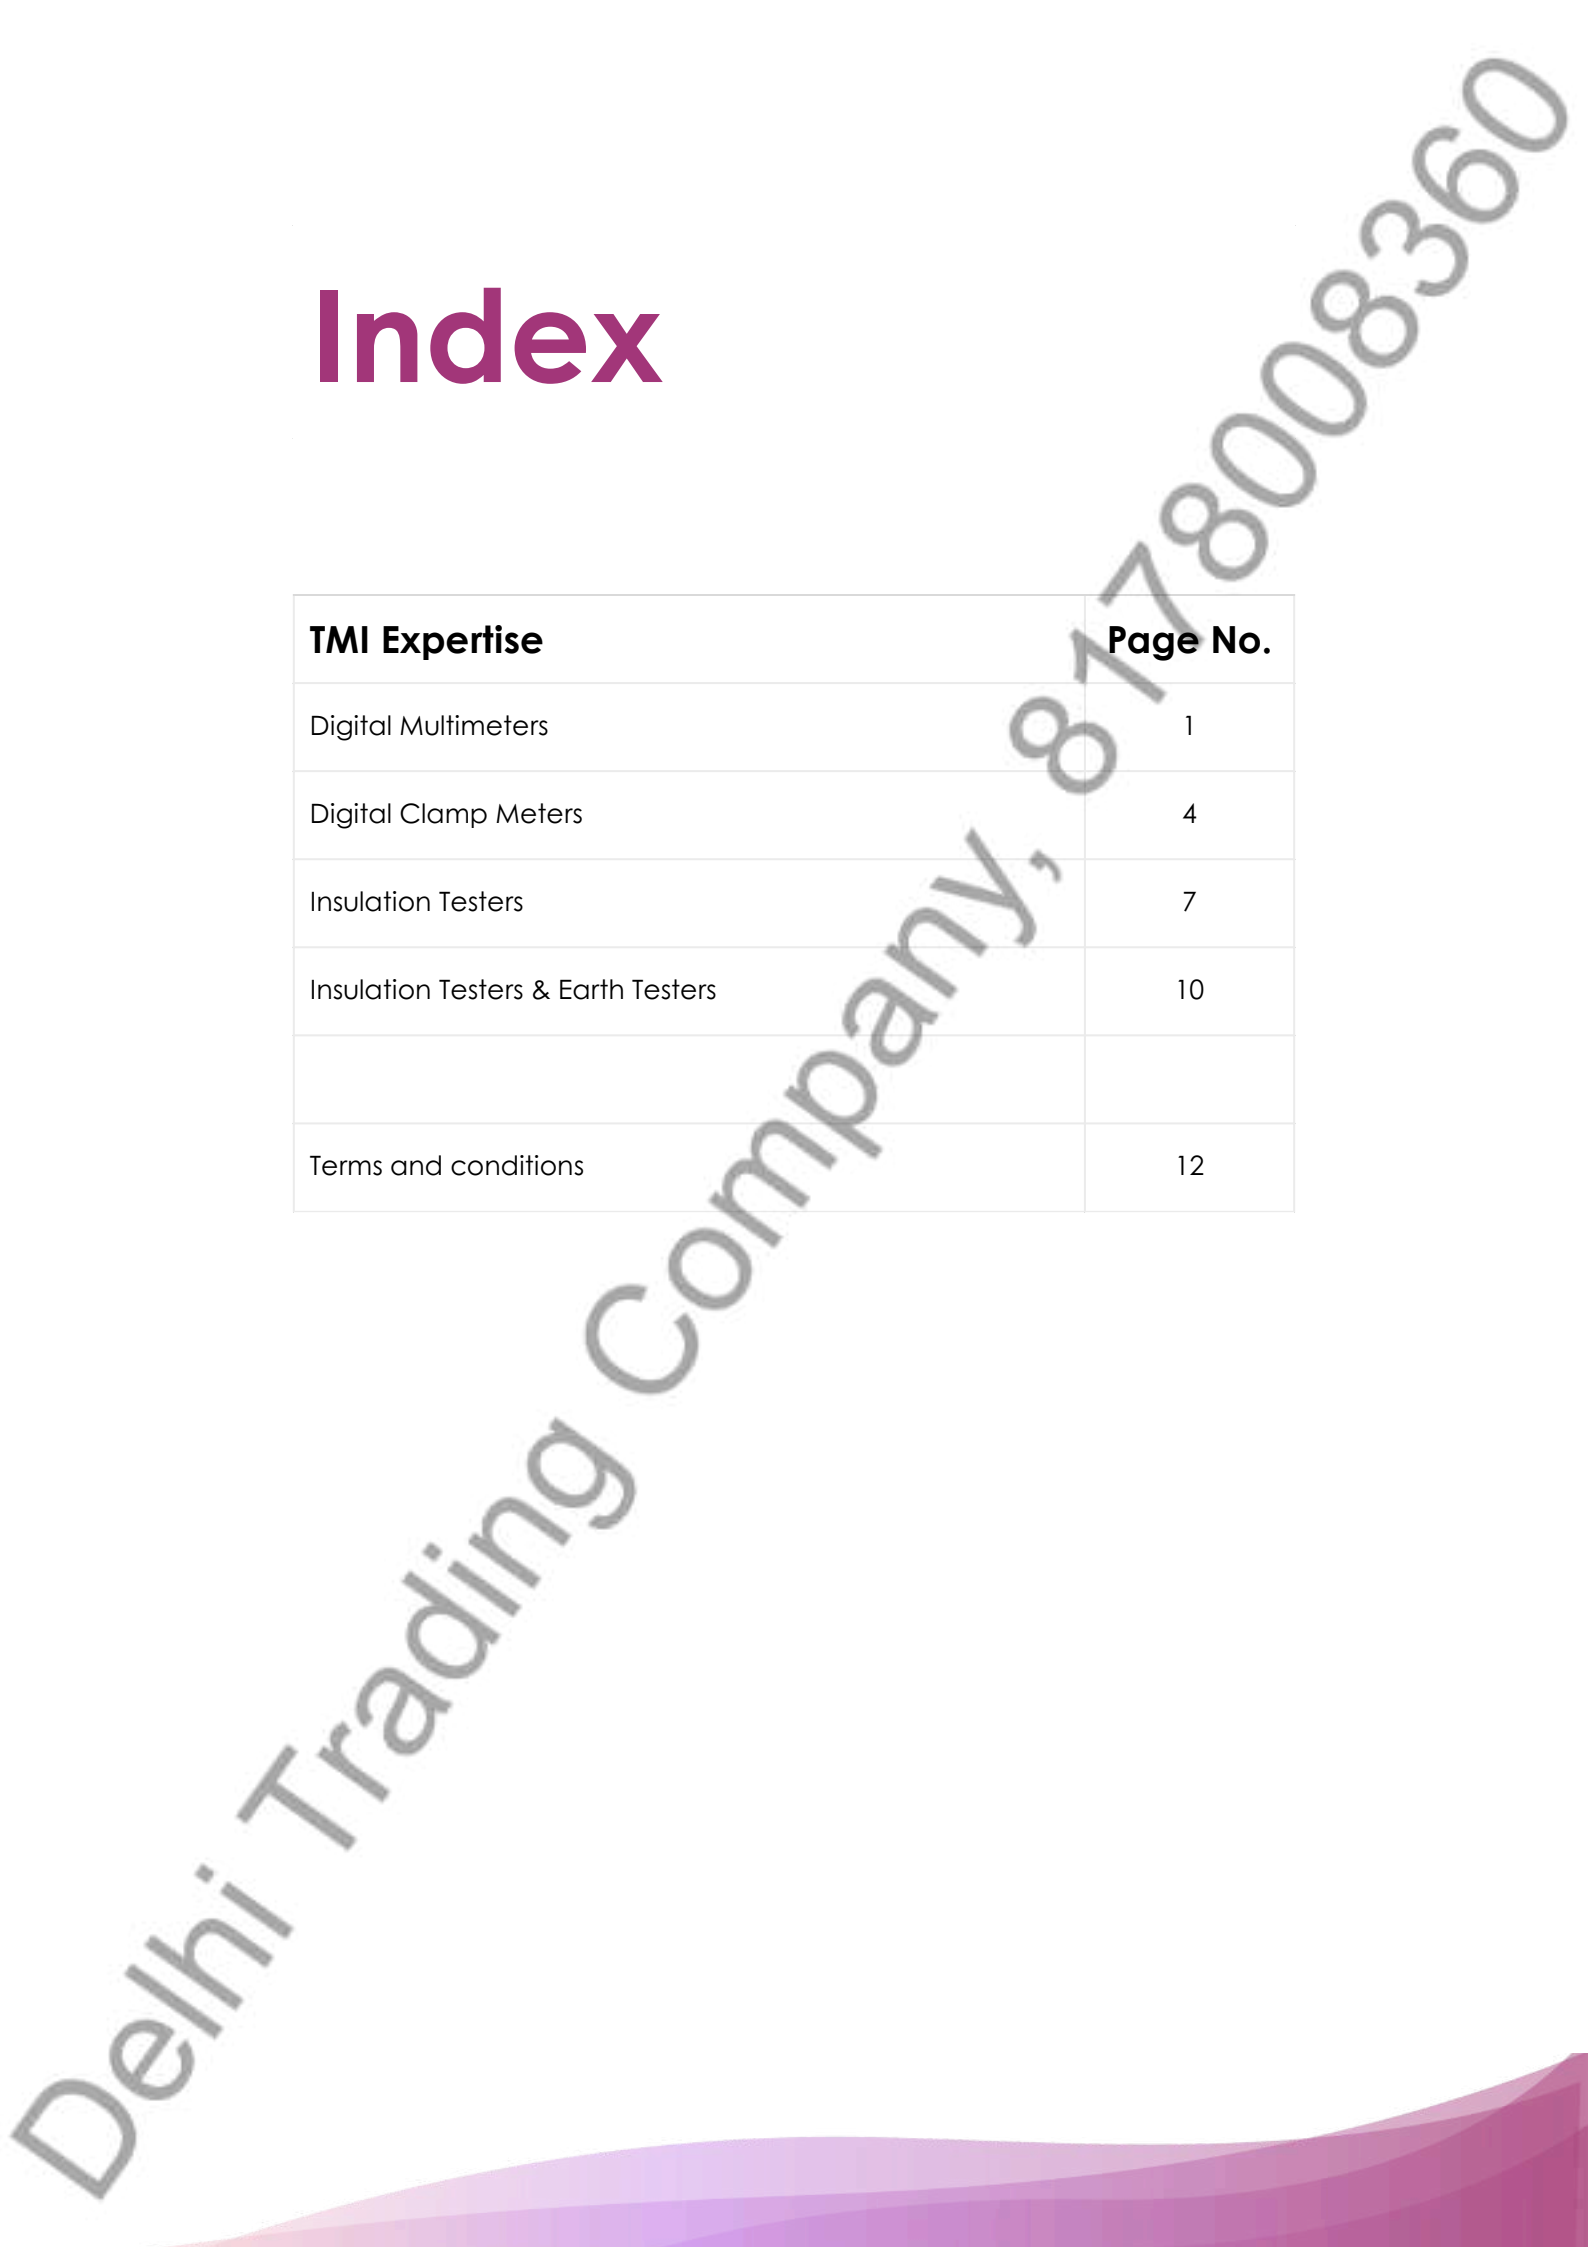 Index
TMI Expertise Page No.
Digital Multimeters 1
Digital Clamp Meters 4
Insulation Testers 7
Insulation Testers & Earth Testers 10
Terms and conditions 12
Delhi Trading Company, 8178008360